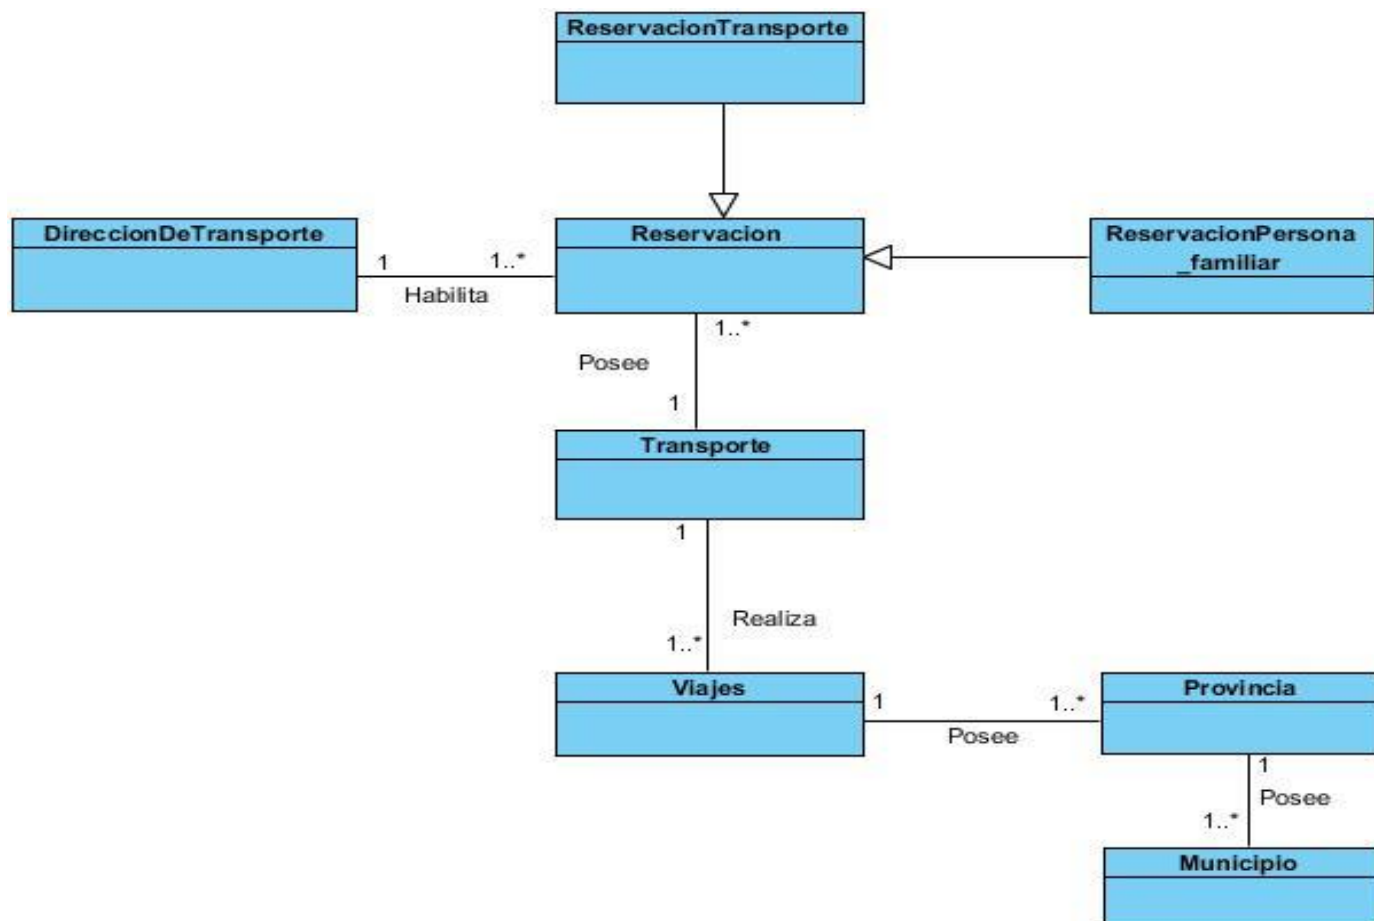 ReservacionTransporte
DireccionDeTransporte
Reservacion
ReservacionPersona
_familiar
1
1..*
Habilita
1..*
Posee
1
Transporte
1
Realiza
1..*
Viajes
Provincia
1
1..*
Posee
1
Posee
1..*
Municipio